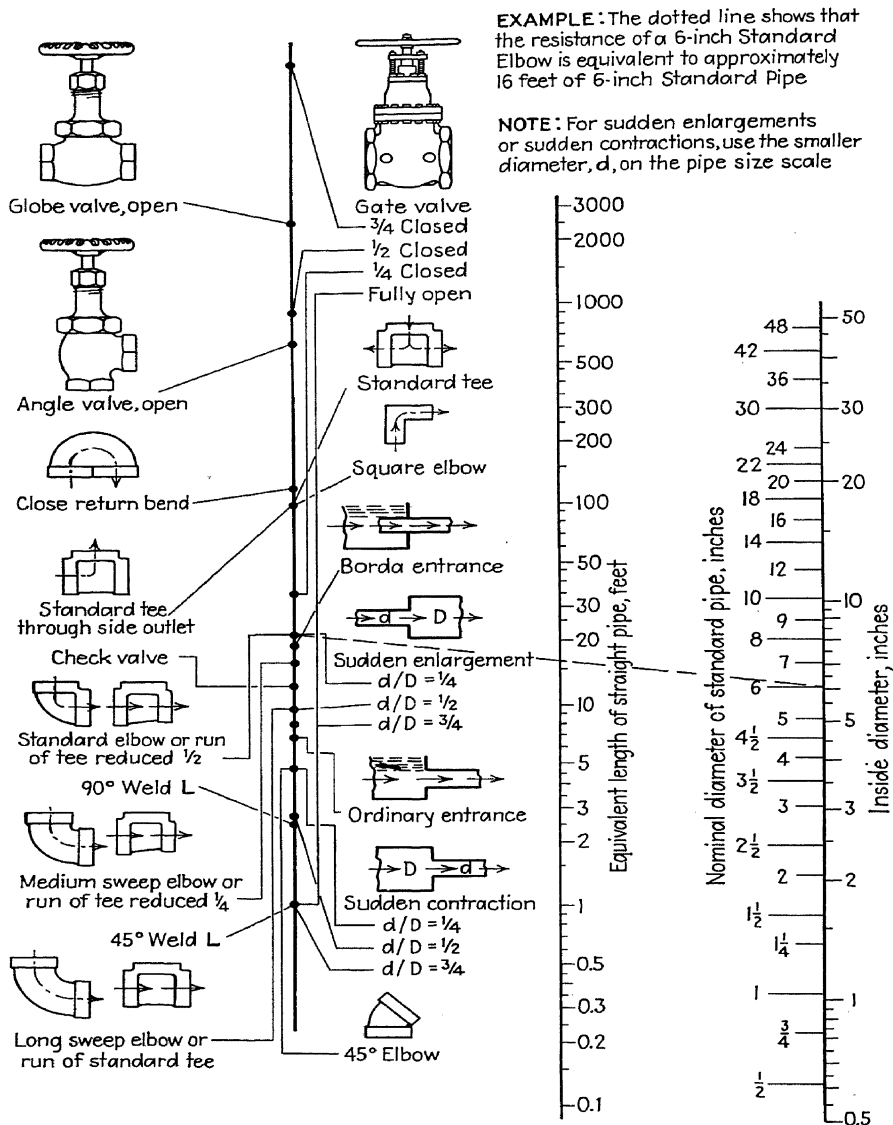 EXAMPLE: The dotted line shows that
the resistance of a 6-inch Standard
Elbow is equivalent to approximately
16 feet of 6-inch Standard Pipe
NOTE: For sudden enlargements
or sudden contractions, use the smaller
diameter, d, on the pipe size scale
Globe valve, open
Angle valve, open
Close return bend
Standard tee
through side outlet
Check valve
Standard elbow or run
of tee reduced ½
90° Weld L
Medium sweep elbow or
run of tee reduced ¼
45° Weld L
Long sweep elbow or
run of standard tee
Gate valve
¾ Closed
½ Closed
¼ Closed
Fully open
Standard tee
Square elbow
Borda entrance
d D
Sudden enlargement
d/D = ¼
d/D = ½
d/D = ¾
Ordinary entrance
D d
Sudden contraction
d/D = ¼
d/D = ½
d/D = ¾
45° Elbow
3000
2000
1000
500
300
200
100
50
30
20
10
5
3
2
1
0.5
0.3
0.2
0.1
Equivalent length of straight pipe, feet
Nominal diameter of standard pipe, inches
48
42
36
30
24
22
20
18
16
14
12
10
9
8
7
6
5
4½
4
3½
3
2½
2
1½
1¼
1
¾
½
50
30
20
10
5
3
2
1
0.5
Inside diameter, inches